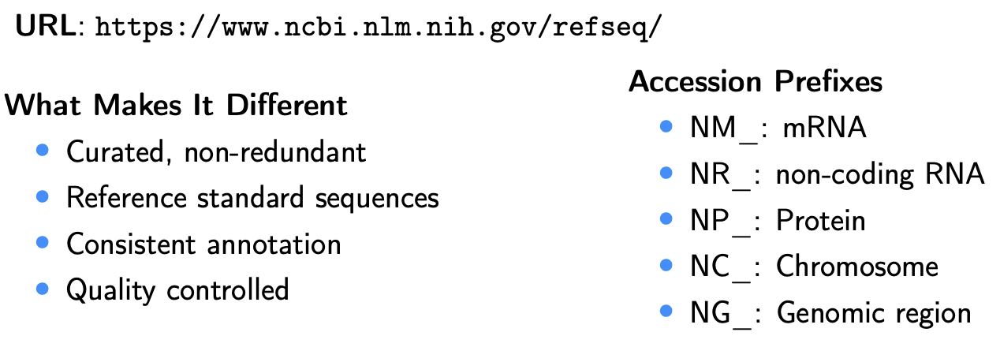 URL: https://www.ncbi.nlm.nih.gov/refseq/
What Makes It Different
• Curated, non-redundant
• Reference standard sequences
• Consistent annotation
• Quality controlled
Accession Prefixes
• NM_: mRNA
• NR_: non-coding RNA
• NP_: Protein
• NC_: Chromosome
• NG_: Genomic region